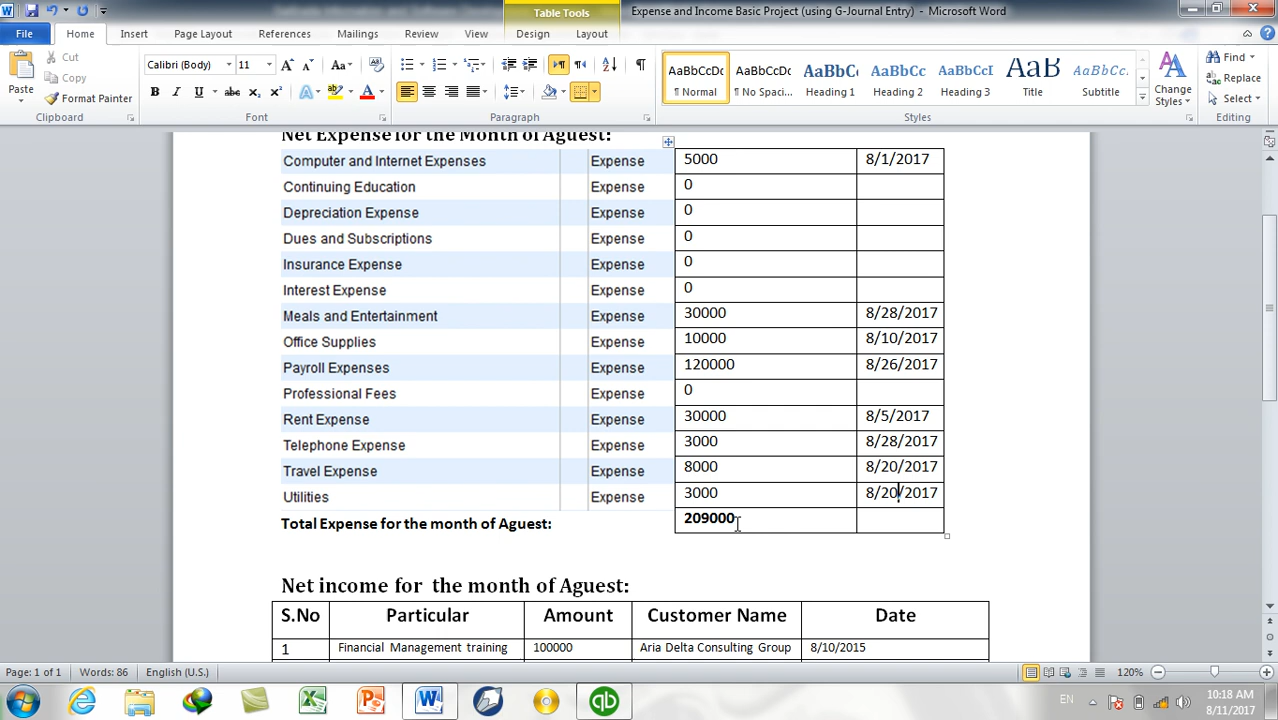 Table Tools
Expense and Income Basic Project (using G-Journal Entry) - Microsoft Word
File Home Insert Page Layout References Mailings Review View Design Layout
Paste
Cut
Copy
Format Painter
Clipboard
Calibri (Body) 11
Font
Paragraph
AaBbCcDc AaBbCcDc AaBbC AaBbCc AaBbCcI AaB AaBbCc.
¶ Normal ¶ No Spaci... Heading 1 Heading 2 Heading 3 Title Subtitle
Change Styles
Styles
Find
Replace
Select
Editing
Net Expense for the Month of Aguest:
Computer and Internet Expenses Expense 5000 8/1/2017
Continuing Education Expense 0
Depreciation Expense Expense 0
Dues and Subscriptions Expense 0
Insurance Expense Expense 0
Interest Expense Expense 0
Meals and Entertainment Expense 30000 8/28/2017
Office Supplies Expense 10000 8/10/2017
Payroll Expenses Expense 120000 8/26/2017
Professional Fees Expense 0
Rent Expense Expense 30000 8/5/2017
Telephone Expense Expense 3000 8/28/2017
Travel Expense Expense 8000 8/20/2017
Utilities Expense 3000 8/20/2017
Total Expense for the month of Aguest: 209000
Net income for the month of Aguest:
S.No Particular Amount Customer Name Date
1 Financial Management training 100000 Aria Delta Consulting Group 8/10/2015
Page: 1 of 1 Words: 86 English (U.S.) 120%
EN 10:18 AM
8/11/2017